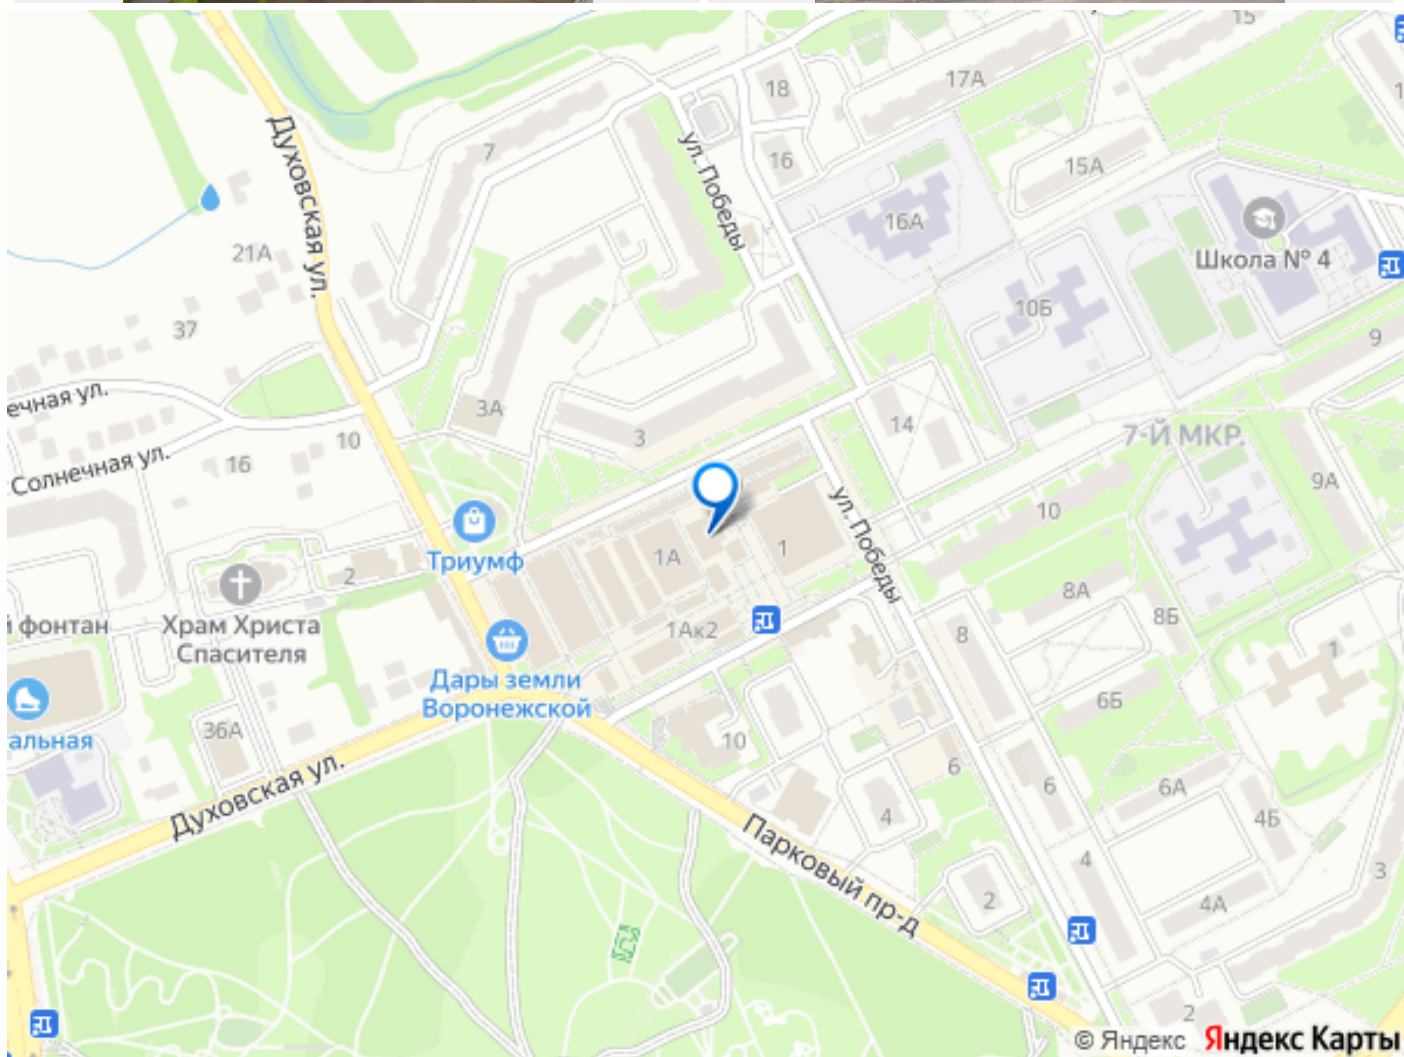 15
17А
18
ул. Победы
16
15А
7
Духовская ул.
16А
21А
Школа № 4
10Б
37
9
3А
3
14
7-Й МКР.
ечная ул.
10
16
Солнечная ул.
9А
10
ул. Победы
Триумф
1А
1
2
8А
8Б
й фонтан
Храм Христа
Спасителя
1Ак2
8
1
Дары земли
Воронежской
6Б
альная
36А
10
6
6
6А
4Б
Духовская ул.
4
Парковый пр-д
4
3
2
4А
2
© Яндекс Яндекс Карты